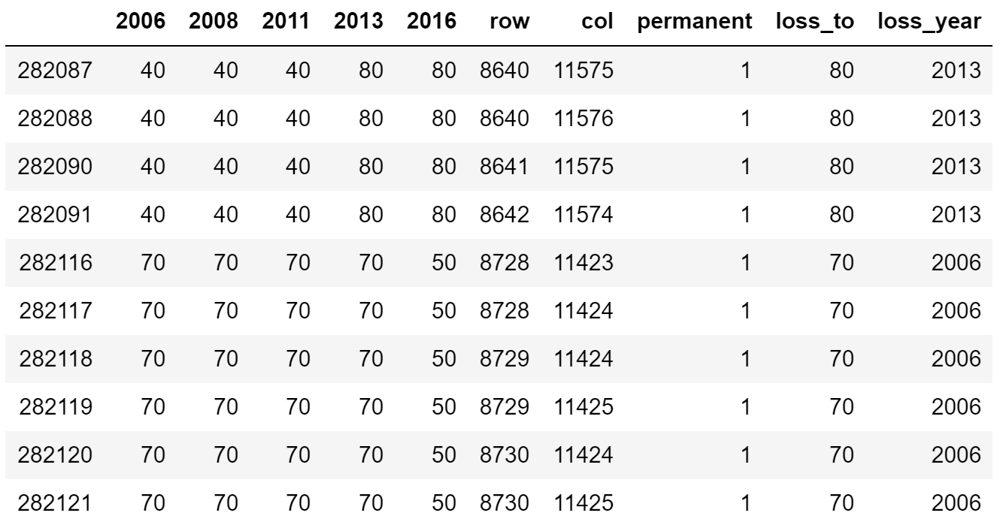 2006 2008 2011 2013 2016 row col permanent loss_to loss_year
282087 40 40 40 80 80 8640 11575 1 80 2013
282088 40 40 40 80 80 8640 11576 1 80 2013
282090 40 40 40 80 80 8641 11575 1 80 2013
282091 40 40 40 80 80 8642 11574 1 80 2013
282116 70 70 70 70 50 8728 11423 1 70 2006
282117 70 70 70 70 50 8728 11424 1 70 2006
282118 70 70 70 70 50 8729 11424 1 70 2006
282119 70 70 70 70 50 8729 11425 1 70 2006
282120 70 70 70 70 50 8730 11424 1 70 2006
282121 70 70 70 70 50 8730 11425 1 70 2006